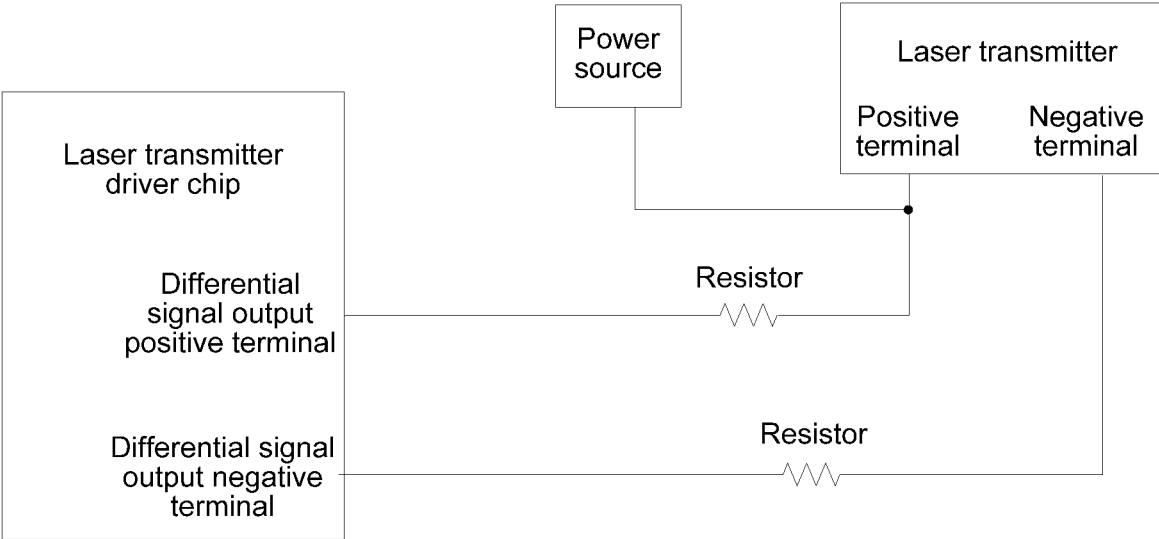 Power
source
Laser transmitter
Positive
terminal
Negative
terminal
Laser transmitter
driver chip
Differential
signal output
positive terminal
Resistor
Differential signal
output negative
terminal
Resistor